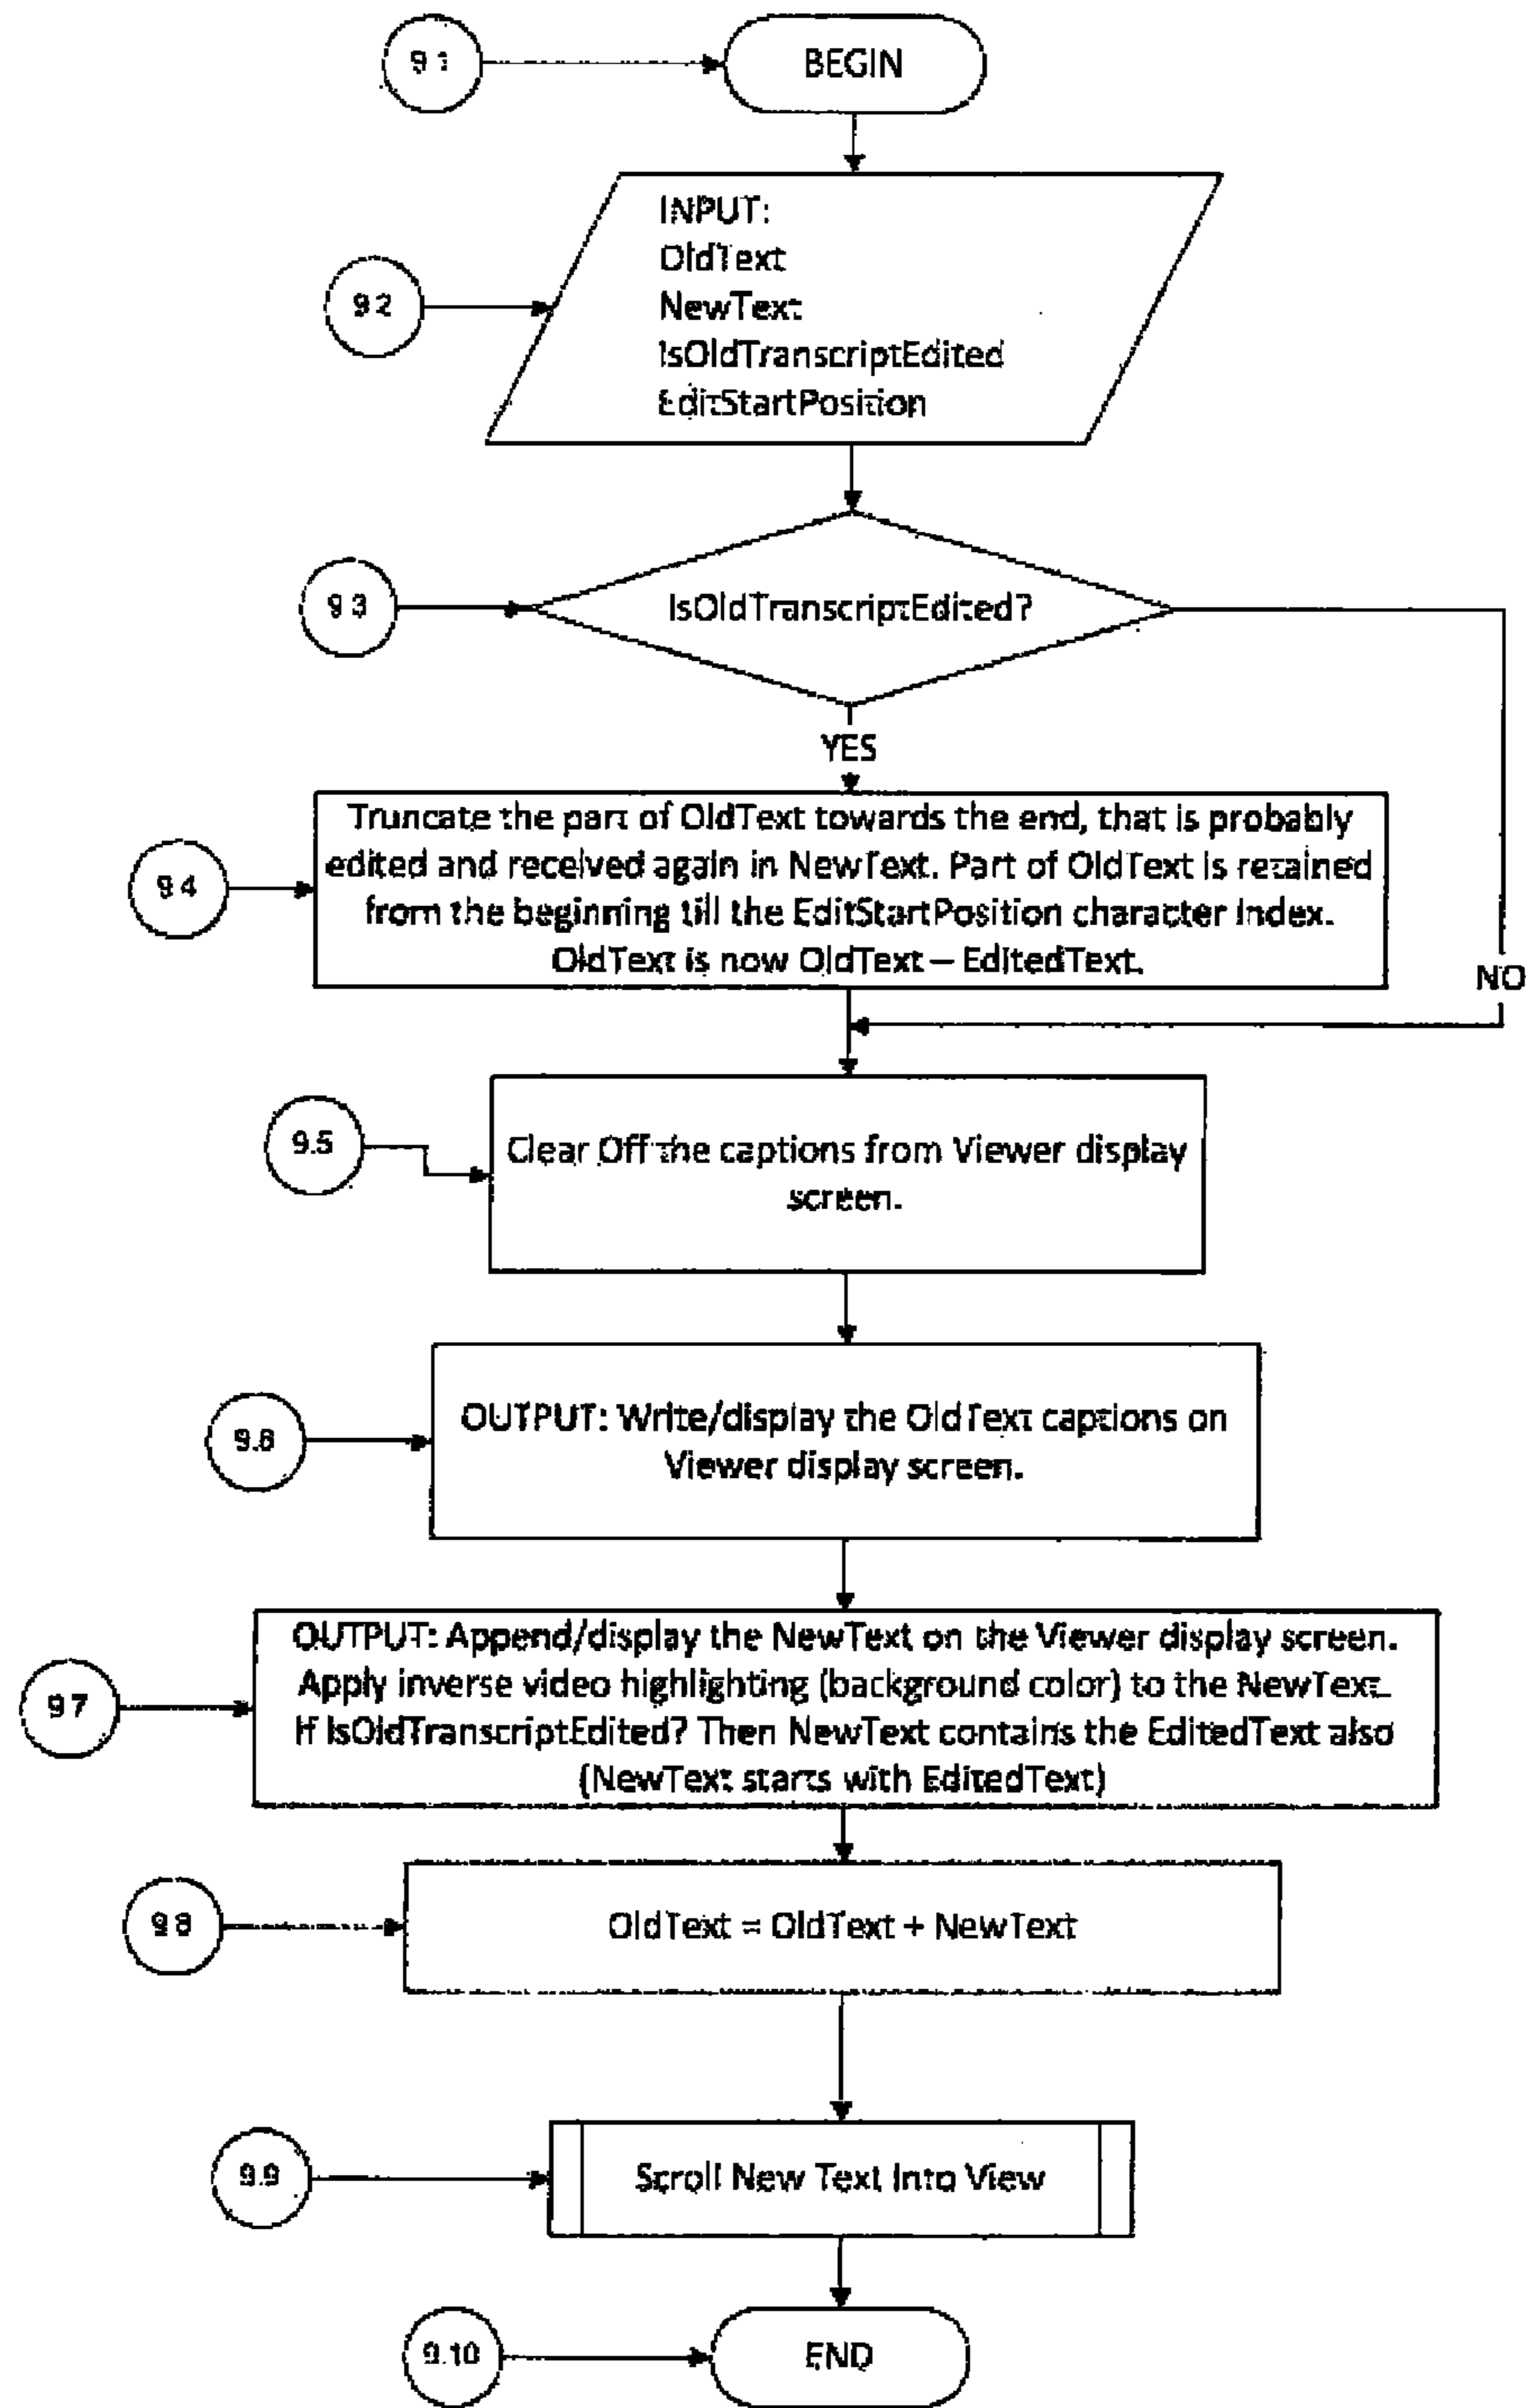 9 1
BEGIN
INPUT:
OldText
NewText
IsOldTranscriptEdited
EditStartPosition
9 2
IsOldTranscriptEdited?
9 3
YES
NO
Truncate the part of OldText towards the end, that is probably
edited and received again in NewText. Part of OldText is retained
from the beginning till the EditStartPosition character Index.
OldText is now OldText – EditedText.
9 4
Clear Off the captions from Viewer display
screen.
9.5
OUTPUT: Write/display the OldText captions on
Viewer display screen.
9.6
OUTPUT: Append/display the NewText on the Viewer display screen.
Apply inverse video highlighting (background color) to the NewText.
If IsOldTranscriptEdited? Then NewText contains the EditedText also
(NewText starts with EditedText)
9 7
OldText = OldText + NewText
9 8
Scroll New Text Into View
9.9
END
9.10